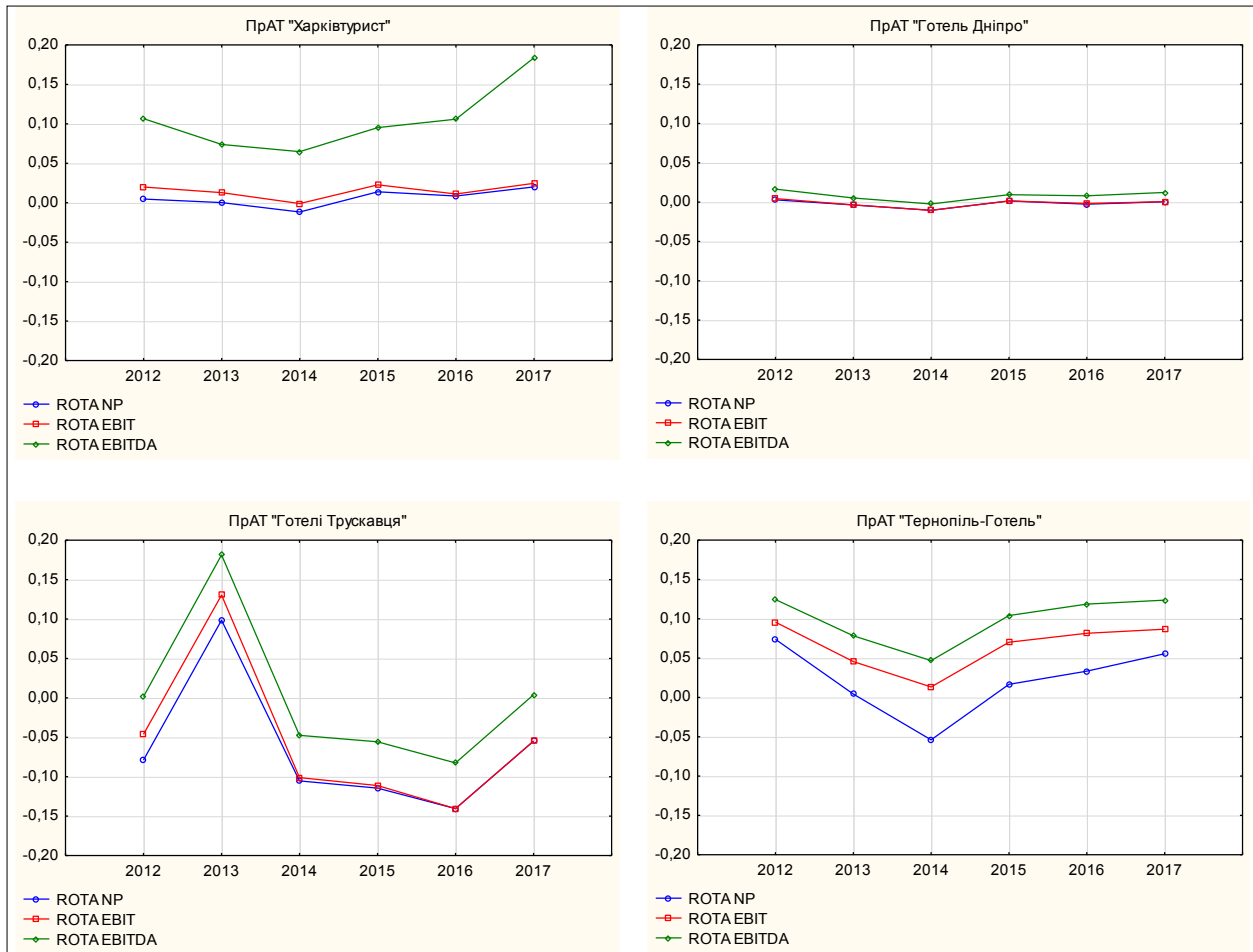 ПрАТ "Харківтурист"
0,20
0,15
0,10
0,05
0,00
-0,05
-0,10
-0,15
-0,20
2012 2013 2014 2015 2016 2017
ROTA NP
ROTA EBIT
ROTA EBITDA
ПрАТ "Готель Дніпро"
0,20
0,15
0,10
0,05
0,00
-0,05
-0,10
-0,15
-0,20
2012 2013 2014 2015 2016 2017
ROTA NP
ROTA EBIT
ROTA EBITDA
ПрАТ "Готелі Трускавця"
0,20
0,15
0,10
0,05
0,00
-0,05
-0,10
-0,15
-0,20
2012 2013 2014 2015 2016 2017
ROTA NP
ROTA EBIT
ROTA EBITDA
ПрАТ "Тернопіль-Готель"
0,20
0,15
0,10
0,05
0,00
-0,05
-0,10
-0,15
-0,20
2012 2013 2014 2015 2016 2017
ROTA NP
ROTA EBIT
ROTA EBITDA